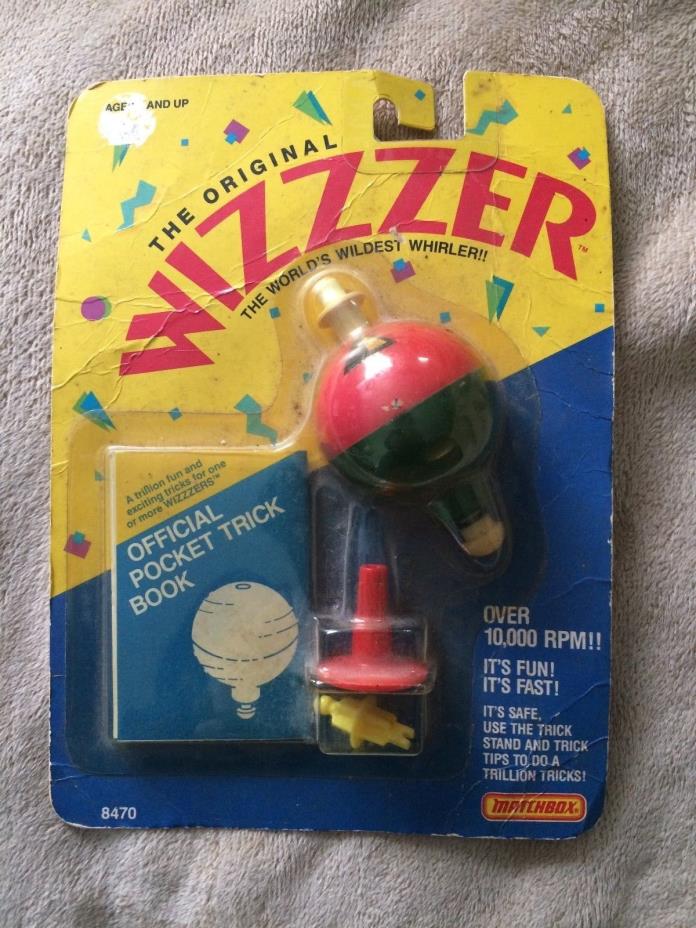 AGE AND UP
THE ORIGINAL
WIZZZER™
THE WORLD'S WILDEST WHIRLER!!
A trillion fun and
exciting tricks for one
or more WIZZZERS™
OFFICIAL
POCKET TRICK
BOOK
OVER
10,000 RPM!!
IT'S FUN!
IT'S FAST!
IT'S SAFE,
USE THE TRICK
STAND AND TRICK
TIPS TO DO A
TRILLION TRICKS!
MATCHBOX®
8470